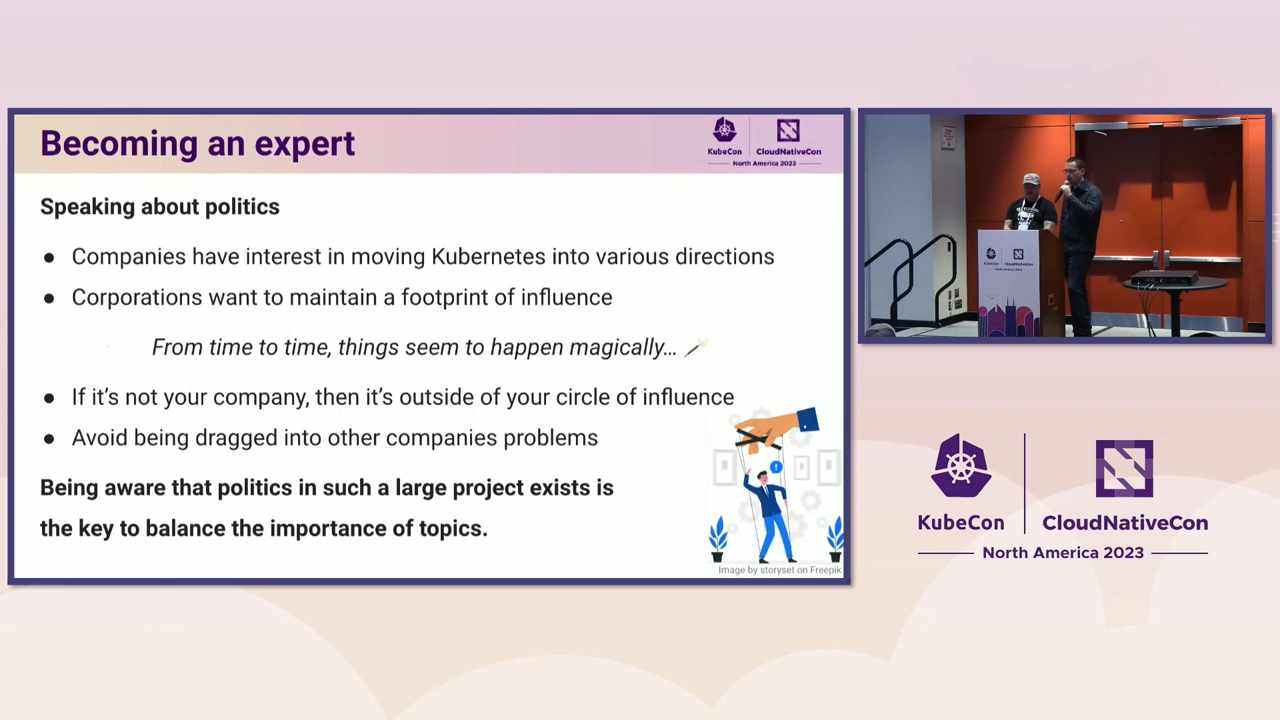 Becoming an expert
KubeCon
CloudNativeCon
North America 2023
Speaking about politics
● Companies have interest in moving Kubernetes into various directions
● Corporations want to maintain a footprint of influence
From time to time, things seem to happen magically…
● If it's not your company, then it's outside of your circle of influence
● Avoid being dragged into other companies problems
Being aware that politics in such a large project exists is
the key to balance the importance of topics.
Image by storyset on Freepik
KubeCon
CloudNativeCon
North America 2023